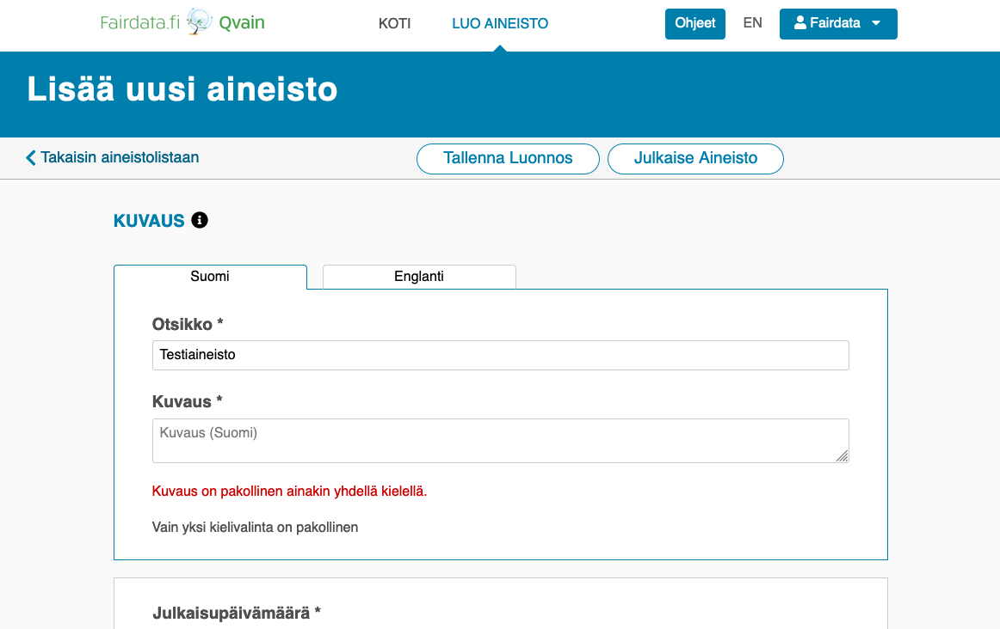 Fairdata.fi Qvain KOTI LUO AINEISTO Ohjeet EN Fairdata
Lisää uusi aineisto
Takaisin aineistolistaan Tallenna Luonnos Julkaise Aineisto
KUVAUS
Suomi Englanti
Otsikko *
Testiaineisto
Kuvaus *
Kuvaus (Suomi)
Kuvaus on pakollinen ainakin yhdellä kielellä.
Vain yksi kielivalinta on pakollinen
Julkaisupäivämäärä *